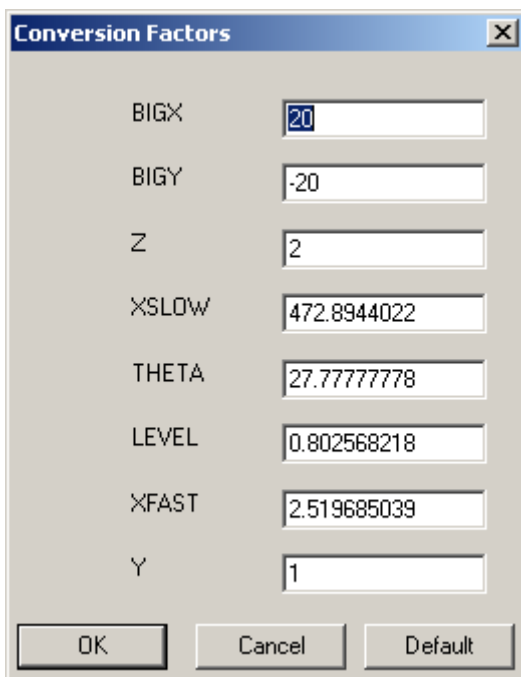 Conversion Factors
BIGX 20
BIGY -20
Z 2
XSLOW 472.8944022
THETA 27.77777778
LEVEL 0.802568218
XFAST 2.519685039
Y 1
OK Cancel Default